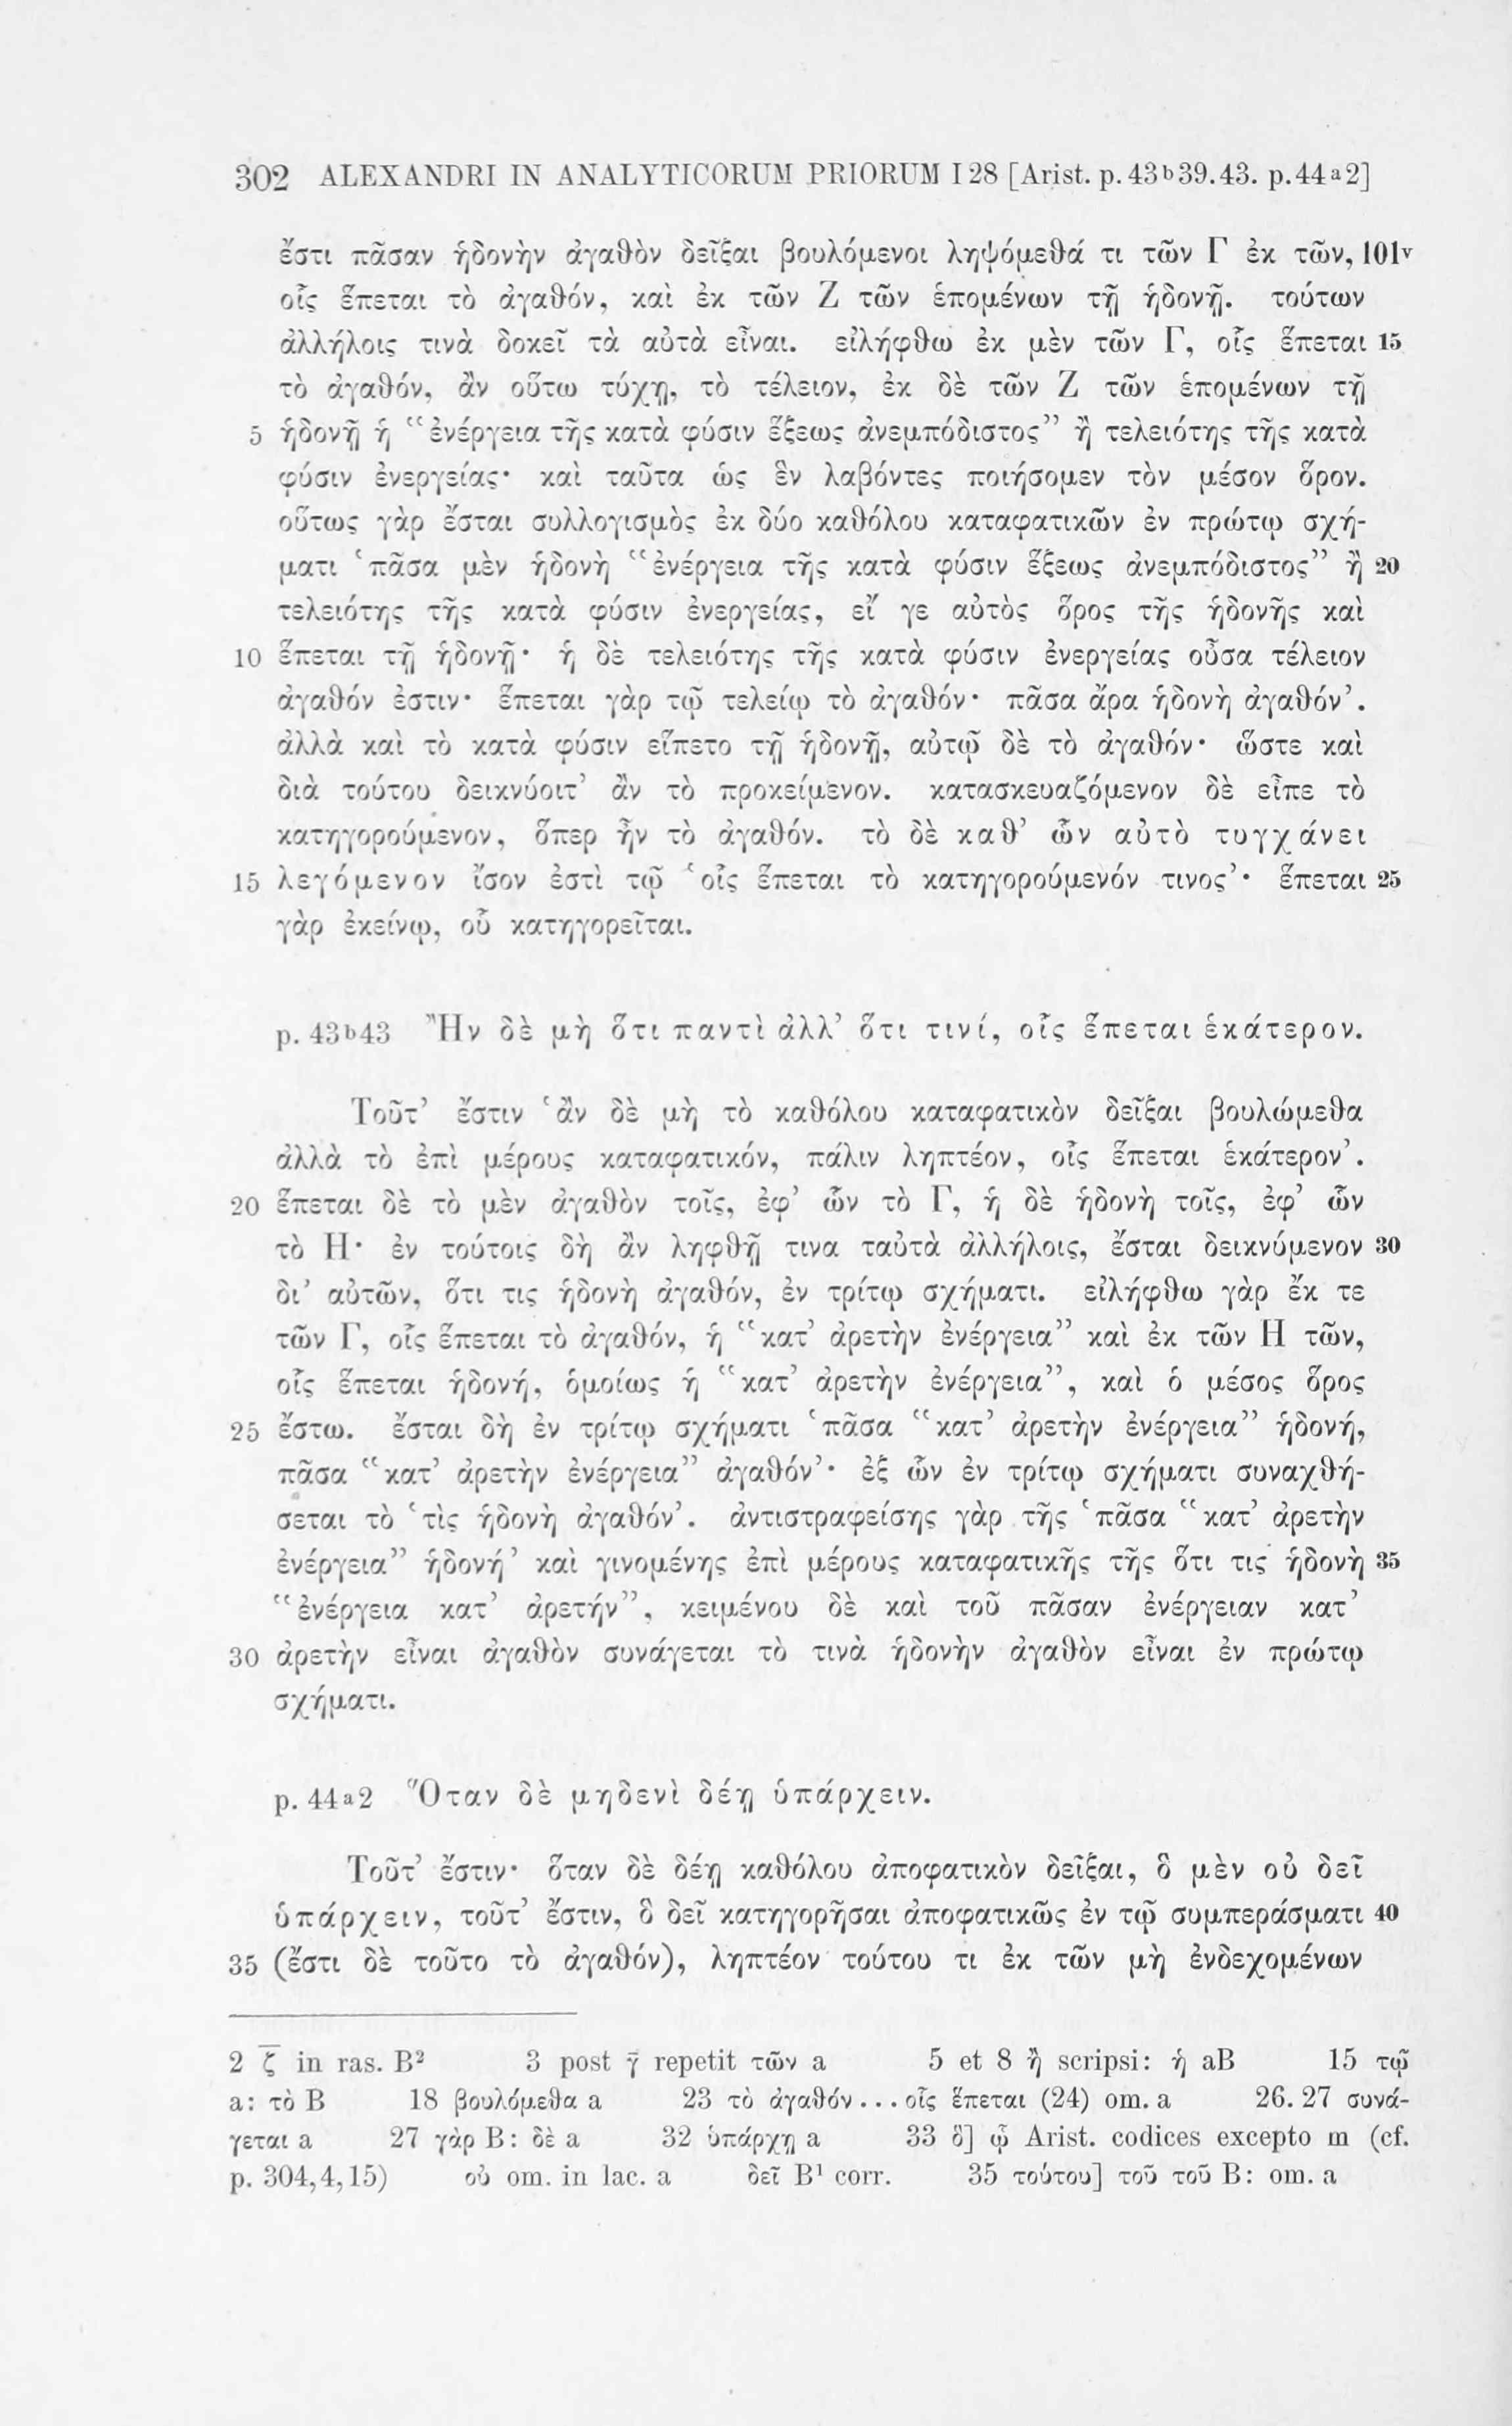 302 ALEXANDRI IN ANALYTICORUM PRIORUM I 28 [Arist. p. 43b39.43. p. 44a2]
ἔστι πᾶσαν ἡδονὴν ἀγαθὸν δεῖξαι βουλόμενοι ληψόμεθά τι τῶν Γ ἐκ τῶν, 101v
οἷς ἕπεται τὸ ἀγαθόν, καὶ ἐκ τῶν Ζ τῶν ἑπομένων τῇ ἡδονῇ. τούτων
ἀλλήλοις τινὰ δοκεῖ τὰ αὐτὰ εἶναι. εἰλήφθω ἐκ μὲν τῶν Γ, οἷς ἕπεται 15
τὸ ἀγαθόν, ἂν οὕτω τύχῃ, τὸ τέλειον, ἐκ δὲ τῶν Ζ τῶν ἑπομένων τῇ
5 ἡδονῇ ἡ “ἐνέργεια τῆς κατὰ φύσιν ἕξεως ἀνεμπόδιστος” ἢ τελειότης τῆς κατὰ
φύσιν ἐνεργείας· καὶ ταῦτα ὡς ἓν λαβόντες ποιήσομεν τὸν μέσον ὅρον.
οὕτως γὰρ ἔσται συλλογισμὸς ἐκ δύο καθόλου καταφατικῶν ἐν πρώτῳ σχή-
ματι ‘πᾶσα μὲν ἡδονὴ “ἐνέργεια τῆς κατὰ φύσιν ἕξεως ἀνεμπόδιστος” ἢ 20
τελειότης τῆς κατὰ φύσιν ἐνεργείας, εἴ γε αὐτὸς ὅρος τῆς ἡδονῆς καὶ
10 ἕπεται τῇ ἡδονῇ· ἡ δὲ τελειότης τῆς κατὰ φύσιν ἐνεργείας οὖσα τέλειον
ἀγαθόν ἐστιν· ἕπεται γὰρ τῷ τελείῳ τὸ ἀγαθόν· πᾶσα ἄρα ἡδονὴ ἀγαθόν’.
ἀλλὰ καὶ τὸ κατὰ φύσιν εἵπετο τῇ ἡδονῇ, αὐτῷ δὲ τὸ ἀγαθόν· ὥστε καὶ
διὰ τούτου δεικνύοιτ’ ἂν τὸ προκείμενον. κατασκευαζόμενον δὲ εἶπε τὸ
κατηγορούμενον, ὅπερ ἦν τὸ ἀγαθόν. τὸ δὲ καθ’ ὧν αὐτὸ τυγχάνει
15 λεγόμενον ἴσον ἐστὶ τῷ ‘οἷς ἕπεται τὸ κατηγορούμενόν τινος’· ἕπεται 25
γὰρ ἐκείνῳ, οὗ κατηγορεῖται.
p. 43b43 Ἢν δὲ μὴ ὅτι παντὶ ἀλλ’ ὅτι τινί, οἷς ἕπεται ἑκάτερον.
Τοῦτ’ ἔστιν ‘ἂν δὲ μὴ τὸ καθόλου καταφατικὸν δεῖξαι βουλώμεθα
ἀλλὰ τὸ ἐπὶ μέρους καταφατικόν, πάλιν ληπτέον, οἷς ἕπεται ἑκάτερον’.
20 ἕπεται δὲ τὸ μὲν ἀγαθὸν τοῖς, ἐφ’ ὧν τὸ Γ, ἡ δὲ ἡδονὴ τοῖς, ἐφ’ ὧν
τὸ Η· ἐν τούτοις δὴ ἂν ληφθῇ τινα ταὐτὰ ἀλλήλοις, ἔσται δεικνύμενον 30
δι’ αὐτῶν, ὅτι τις ἡδονὴ ἀγαθόν, ἐν τρίτῳ σχήματι. εἰλήφθω γὰρ ἔκ τε
τῶν Γ, οἷς ἕπεται τὸ ἀγαθόν, ἡ “κατ’ ἀρετὴν ἐνέργεια” καὶ ἐκ τῶν Η τῶν,
οἷς ἕπεται ἡδονή, ὁμοίως ἡ “κατ’ ἀρετὴν ἐνέργεια”, καὶ ὁ μέσος ὅρος
25 ἔστω. ἔσται δὴ ἐν τρίτῳ σχήματι ‘πᾶσα “κατ’ ἀρετὴν ἐνέργεια” ἡδονή,
πᾶσα “κατ’ ἀρετὴν ἐνέργεια” ἀγαθόν’· ἐξ ὧν ἐν τρίτῳ σχήματι συναχθή-
σεται τὸ ‘τὶς ἡδονὴ ἀγαθόν’. ἀντιστραφείσης γὰρ τῆς ‘πᾶσα “κατ’ ἀρετὴν
ἐνέργεια” ἡδονή’ καὶ γινομένης ἐπὶ μέρους καταφατικῆς τῆς ὅτι τις ἡδονὴ 35
“ἐνέργεια κατ’ ἀρετήν”, κειμένου δὲ καὶ τοῦ πᾶσαν ἐνέργειαν κατ’
30 ἀρετὴν εἶναι ἀγαθὸν συνάγεται τὸ τινὰ ἡδονὴν ἀγαθὸν εἶναι ἐν πρώτῳ
σχήματι.
p. 44a2 Ὅταν δὲ μηδενὶ δέῃ ὑπάρχειν.
Τοῦτ’ ἔστιν· ὅταν δὲ δέῃ καθόλου ἀποφατικὸν δεῖξαι, ὃ μὲν οὐ δεῖ
ὑπάρχειν, τοῦτ’ ἔστιν, ὃ δεῖ κατηγορῆσαι ἀποφατικῶς ἐν τῷ συμπεράσματι 40
35 (ἔστι δὲ τοῦτο τὸ ἀγαθόν), ληπτέον τούτου τι ἐκ τῶν μὴ ἐνδεχομένων
2 ζ̄ in ras. B² 3 post γ̄ repetit τῶν a 5 et 8 ἢ scripsi: ἡ aB 15 τῷ
a: τὸ B 18 βουλόμεθα a 23 τὸ ἀγαθόν...οἷς ἕπεται (24) om. a 26. 27 συνά-
γεται a 27 γὰρ B: δὲ a 32 ὑπάρχῃ a 33 ὃ] ᾧ Arist. codices excepto m (cf.
p. 304,4,15) οὐ om. in lac. a δεῖ B¹ corr. 35 τούτου] τοῦ τοῦ B: om. a